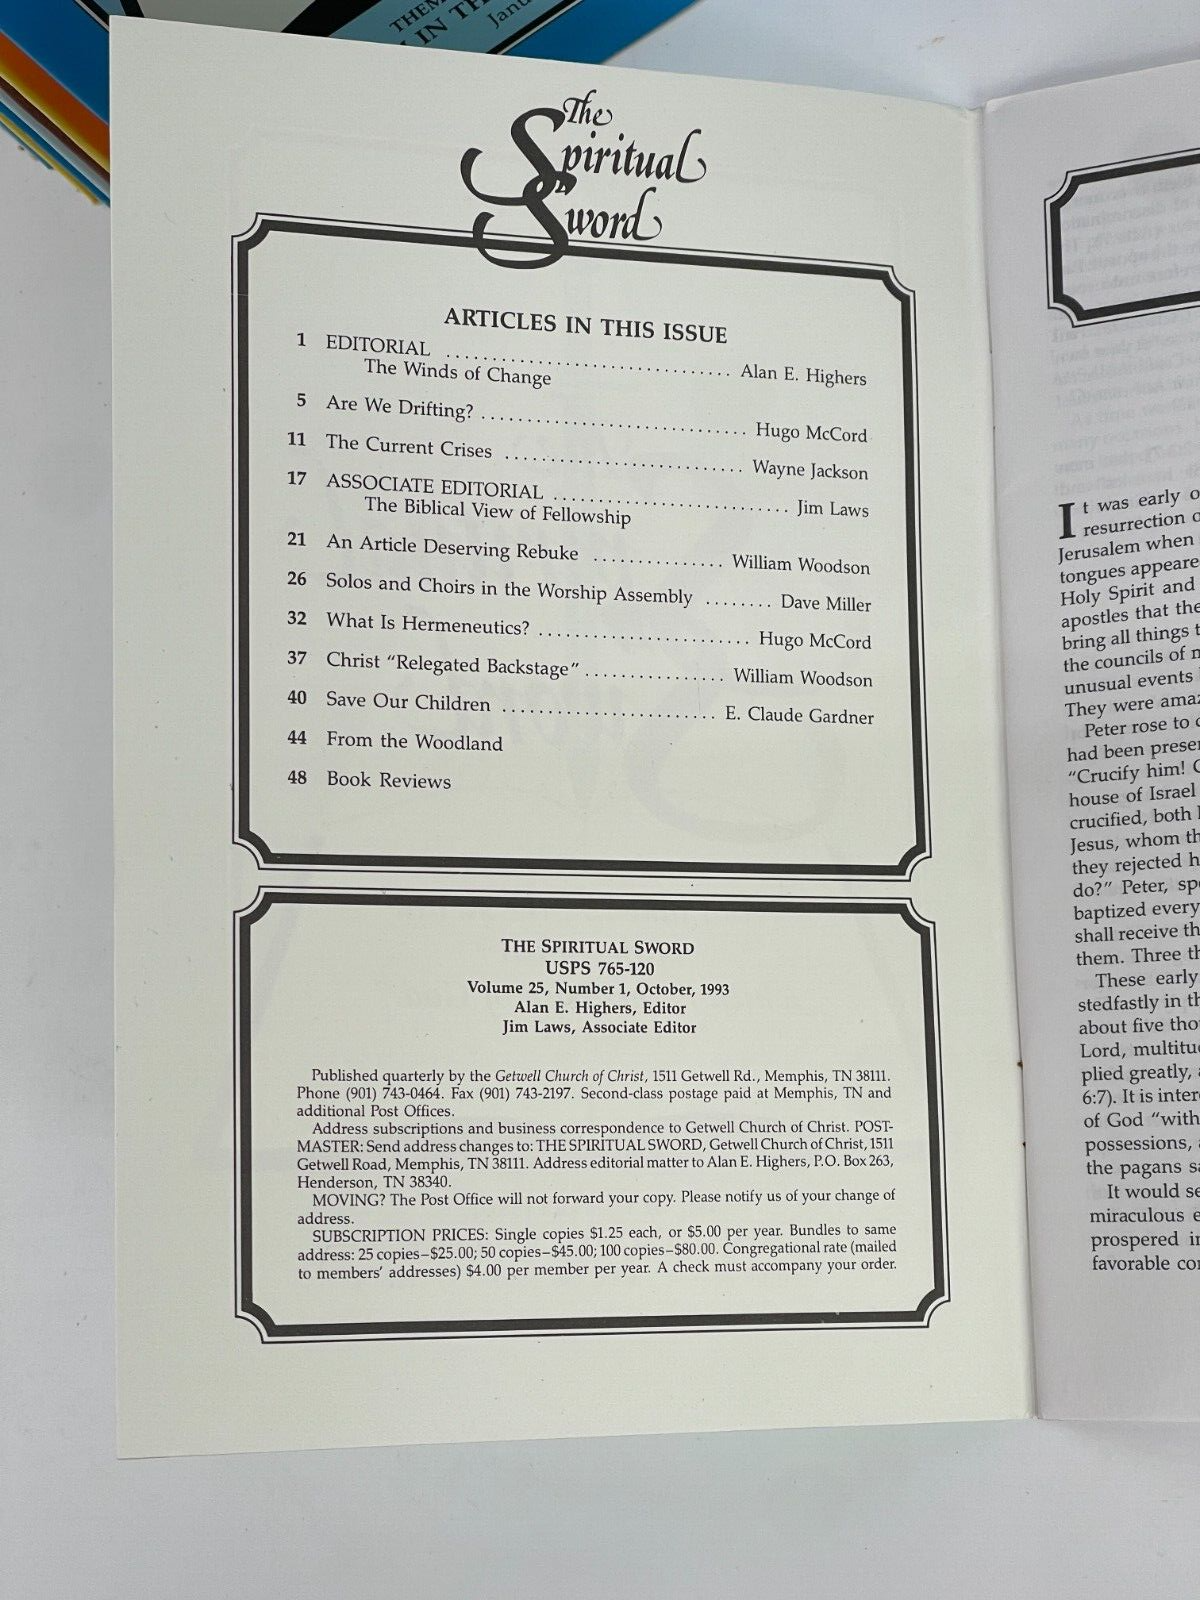 THEM
IN TH
Janu
The
Spiritual
Sword
ARTICLES IN THIS ISSUE
1 EDITORIAL .................................. Alan E. Highers
The Winds of Change
5 Are We Drifting? ............................... Hugo McCord
11 The Current Crises ............................ Wayne Jackson
17 ASSOCIATE EDITORIAL ............................ Jim Laws
The Biblical View of Fellowship
21 An Article Deserving Rebuke ............... William Woodson
26 Solos and Choirs in the Worship Assembly ........ Dave Miller
32 What Is Hermeneutics? ........................... Hugo McCord
37 Christ “Relegated Backstage” ................ William Woodson
40 Save Our Children ......................... E. Claude Gardner
44 From the Woodland
48 Book Reviews
THE SPIRITUAL SWORD
USPS 765-120
Volume 25, Number 1, October, 1993
Alan E. Highers, Editor
Jim Laws, Associate Editor
Published quarterly by the Getwell Church of Christ, 1511 Getwell Rd., Memphis, TN 38111.
Phone (901) 743-0464. Fax (901) 743-2197. Second-class postage paid at Memphis, TN and
additional Post Offices.
Address subscriptions and business correspondence to Getwell Church of Christ. POST-
MASTER: Send address changes to: THE SPIRITUAL SWORD, Getwell Church of Christ, 1511
Getwell Road, Memphis, TN 38111. Address editorial matter to Alan E. Highers, P.O. Box 263,
Henderson, TN 38340.
MOVING? The Post Office will not forward your copy. Please notify us of your change of
address.
SUBSCRIPTION PRICES: Single copies $1.25 each, or $5.00 per year. Bundles to same
address: 25 copies–$25.00; 50 copies–$45.00; 100 copies–$80.00. Congregational rate (mailed
to members’ addresses) $4.00 per member per year. A check must accompany your order.
It was early o
resurrection o
Jerusalem when
tongues appeare
Holy Spirit and
apostles that the
bring all things t
the councils of m
unusual events
They were amaz
Peter rose to
had been presen
“Crucify him!
house of Israel
crucified, both
Jesus, whom th
they rejected h
do?” Peter, spe
baptized every
shall receive th
them. Three th
These early
stedfastly in th
about five thou
Lord, multitud
plied greatly,
6:7). It is inter
of God “with
possessions,
the pagans sa
It would se
miraculous e
prospered in
favorable con